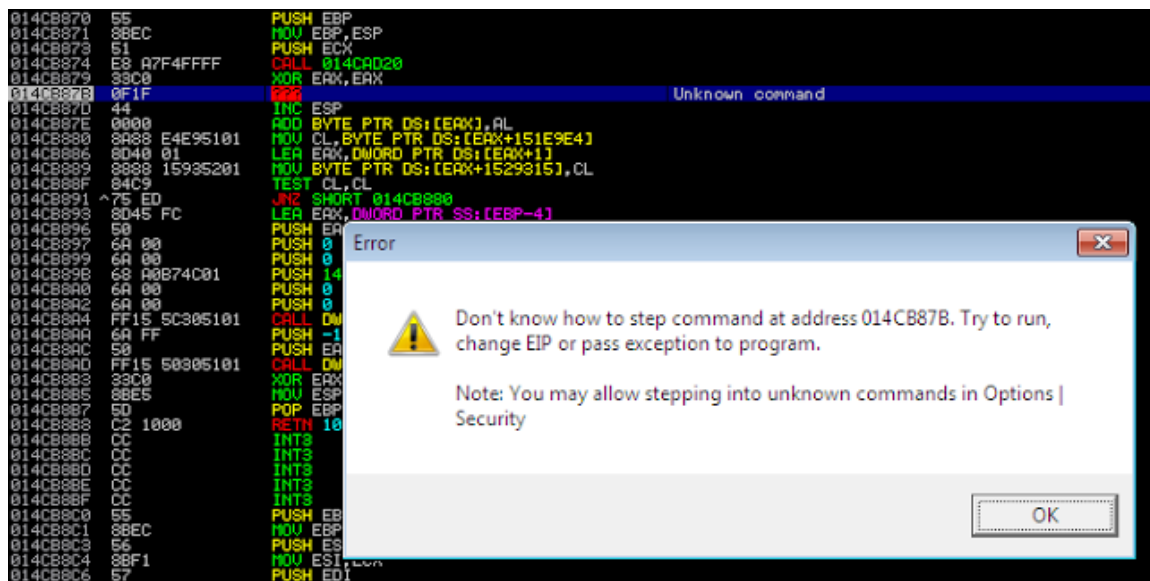 014CB870 55 PUSH EBP
014CB871 8BEC MOV EBP,ESP
014CB873 51 PUSH ECX
014CB874 E8 A7F4FFFF CALL 014CAD20
014CB879 33C0 XOR EAX,EAX
014CB87B 0F1F ??? Unknown command
014CB87D 44 INC ESP
014CB87E 0000 ADD BYTE PTR DS:[EAX],AL
014CB880 8A88 E4E95101 MOV CL,BYTE PTR DS:[EAX+151E9E4]
014CB886 8D40 01 LEA EAX,DWORD PTR DS:[EAX+1]
014CB889 8888 15935201 MOV BYTE PTR DS:[EAX+1529315],CL
014CB88F 84C9 TEST CL,CL
014CB891 ^75 ED JNZ SHORT 014CB880
014CB893 8D45 FC LEA EAX,DWORD PTR SS:[EBP-4]
014CB896 50 PUSH EA
014CB897 6A 00 PUSH 0
014CB899 6A 00 PUSH 0
014CB89B 68 A0B74C01 PUSH 14
014CB8A0 6A 00 PUSH 0
014CB8A2 6A 00 PUSH 0
014CB8A4 FF15 5C305101 CALL DW
014CB8AA 6A FF PUSH -1
014CB8AC 50 PUSH EA
014CB8AD FF15 50305101 CALL DW
014CB8B3 33C0 XOR EAX
014CB8B5 8BE5 MOV ESP
014CB8B7 5D POP EBP
014CB8B8 C2 1000 RETN 10
014CB8BB CC INT3
014CB8BC CC INT3
014CB8BD CC INT3
014CB8BE CC INT3
014CB8BF CC INT3
014CB8C0 55 PUSH EB
014CB8C1 8BEC MOV EBP
014CB8C3 56 PUSH ES
014CB8C4 8BF1 MOV ESI,ECX
014CB8C6 57 PUSH EDI
Error
Don't know how to step command at address 014CB87B. Try to run,
change EIP or pass exception to program.
Note: You may allow stepping into unknown commands in Options |
Security
OK